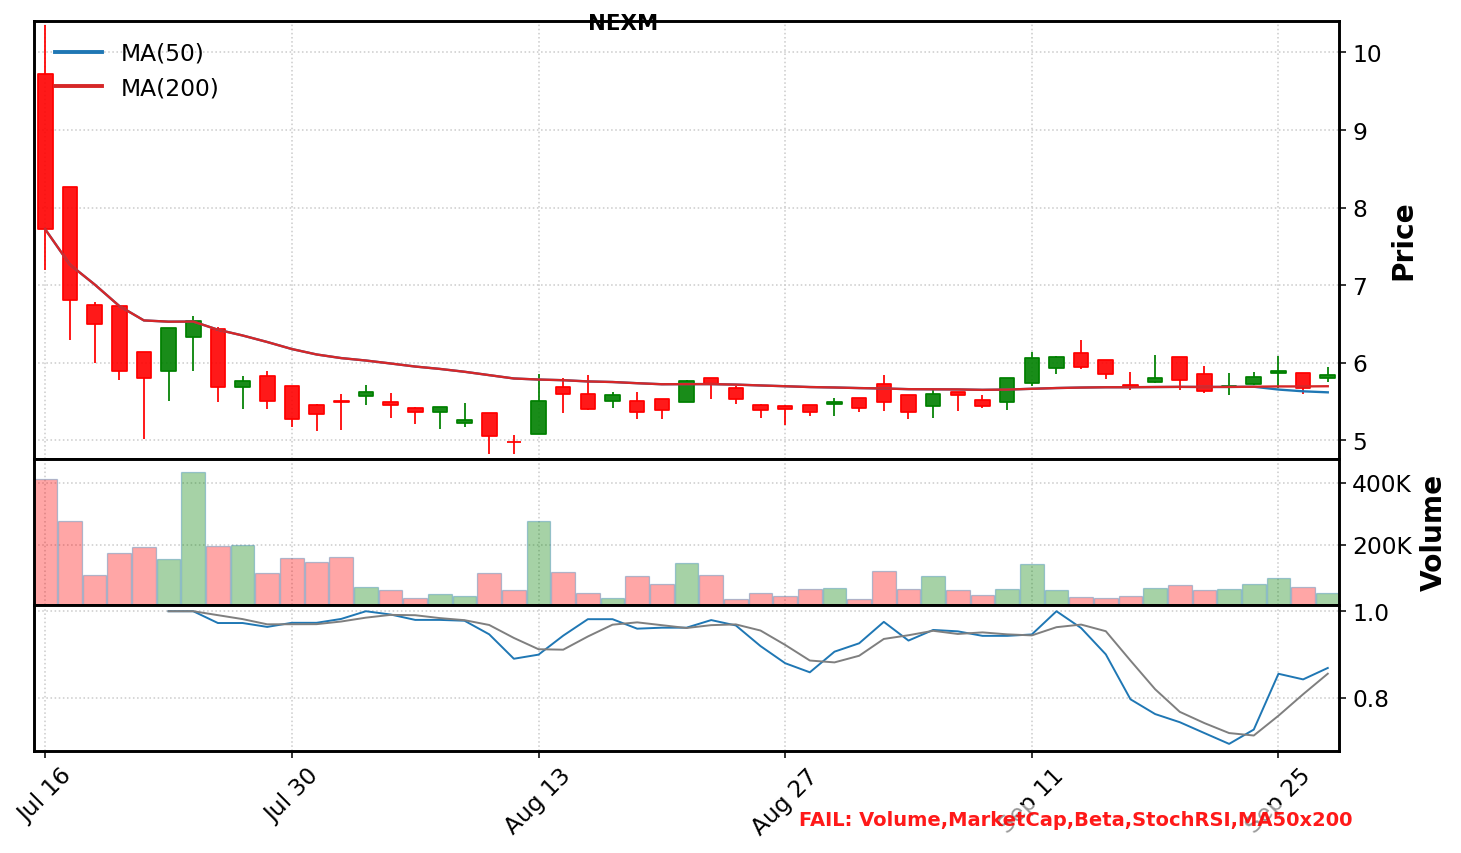 NEXM
MA(50)
MA(200)
10
9
8
7
6
5
Price
400K
200K
Volume
1.0
0.8
Jul 16
Jul 30
Aug 13
Aug 27
Sep 11
Sep 25
FAIL: Volume,MarketCap,Beta,StochRSI,MA50x200